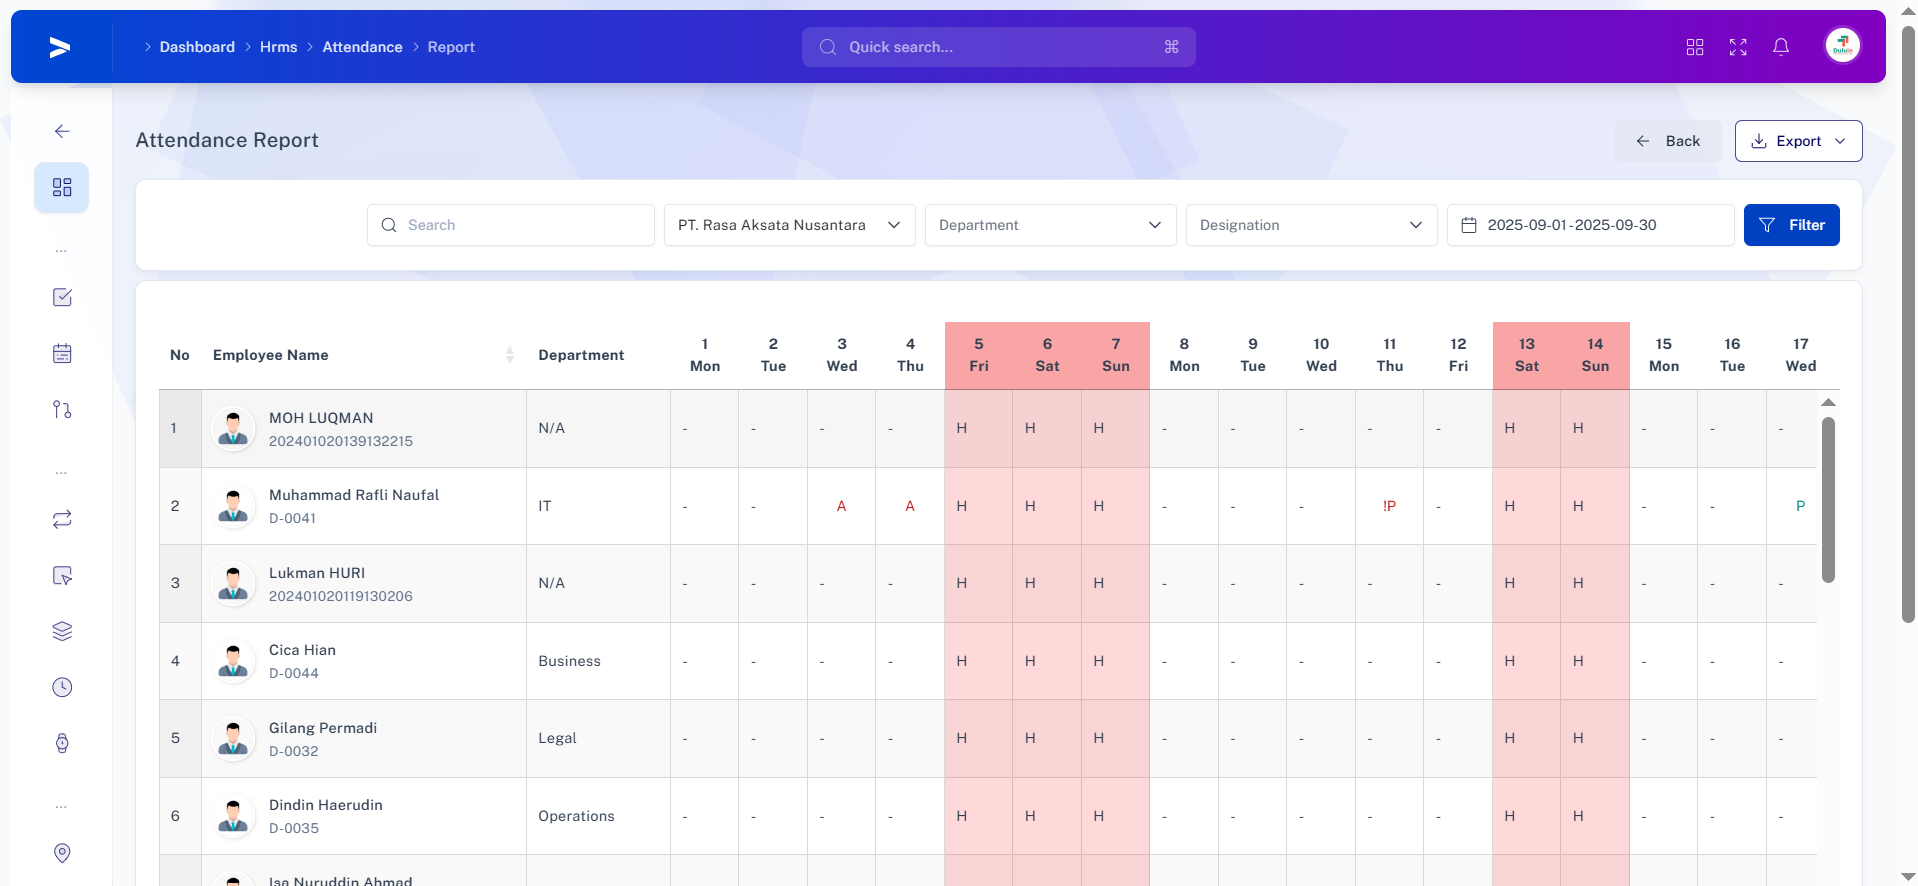 Dashboard > Hrms > Attendance > Report
Quick search...
⌘
Duluin
Attendance Report
Back
Export
Search
PT. Rasa Aksata Nusantara
Department
Designation
2025-09-01 - 2025-09-30
Filter
No Employee Name Department 1 Mon 2 Tue 3 Wed 4 Thu 5 Fri 6 Sat 7 Sun 8 Mon 9 Tue 10 Wed 11 Thu 12 Fri 13 Sat 14 Sun 15 Mon 16 Tue 17 Wed
1 MOH LUQMAN N/A - - - - H H H - - - - - H H - - -
202401020139132215
2 Muhammad Rafli Naufal IT - - A A H H H - - - !P - H H - - P
D-0041
3 Lukman HURI N/A - - - - H H H - - - - - H H - - -
202401020119130206
4 Cica Hian Business - - - - H H H - - - - - H H - - -
D-0044
5 Gilang Permadi Legal - - - - H H H - - - - - H H - - -
D-0032
6 Dindin Haerudin Operations - - - - H H H - - - - - H H - - -
D-0035
Isa Nuruddin Ahmad